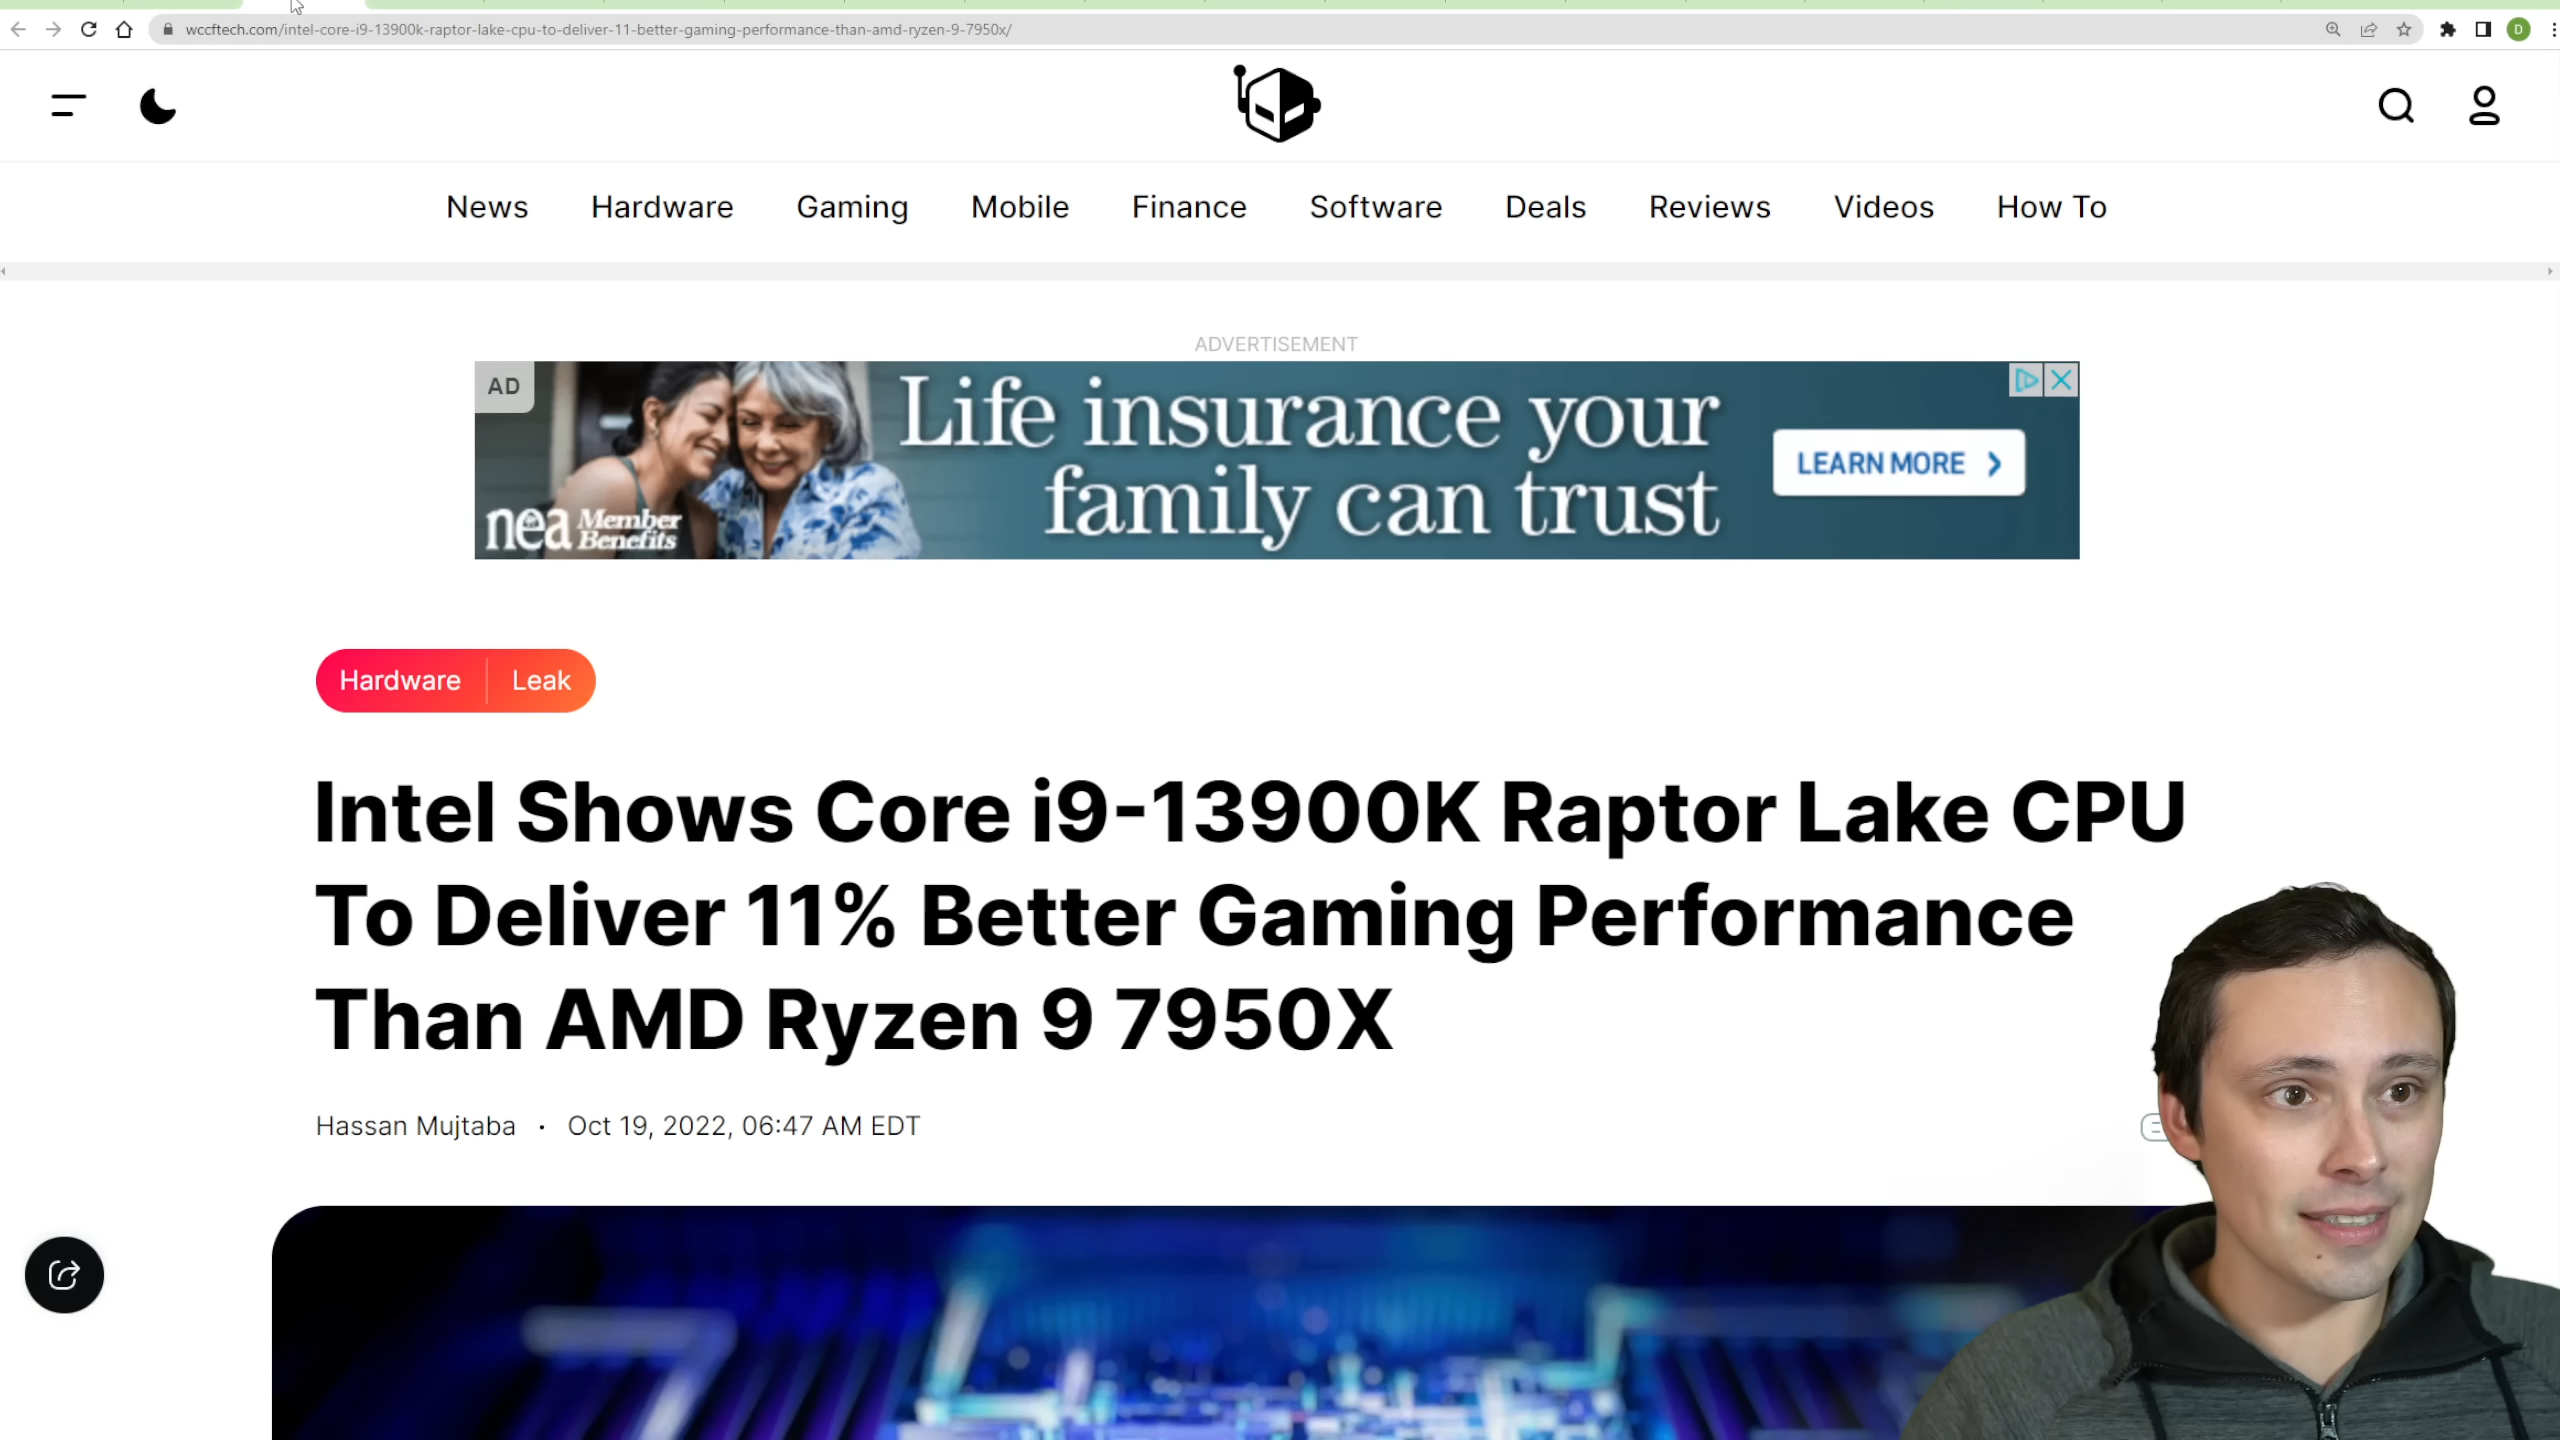 wccftech.com/intel-core-i9-13900k-raptor-lake-cpu-to-deliver-11-better-gaming-performance-than-amd-ryzen-9-7950x/
D
News Hardware Gaming Mobile Finance Software Deals Reviews Videos How To
ADVERTISEMENT
AD
Life insurance your
family can trust
LEARN MORE
nea Member
Benefits
Hardware Leak
Intel Shows Core i9-13900K Raptor Lake CPU
To Deliver 11% Better Gaming Performance
Than AMD Ryzen 9 7950X
Hassan Mujtaba • Oct 19, 2022, 06:47 AM EDT